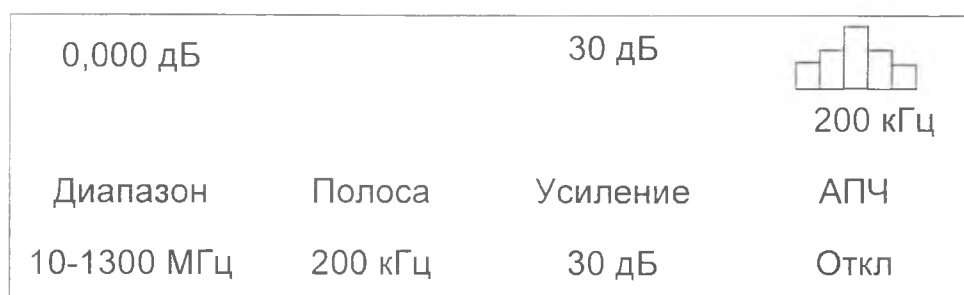 0,000 дБ 30 дБ
200 кГц
Диапазон Полоса Усиление АПЧ
10-1300 МГц 200 кГц 30 дБ Откл